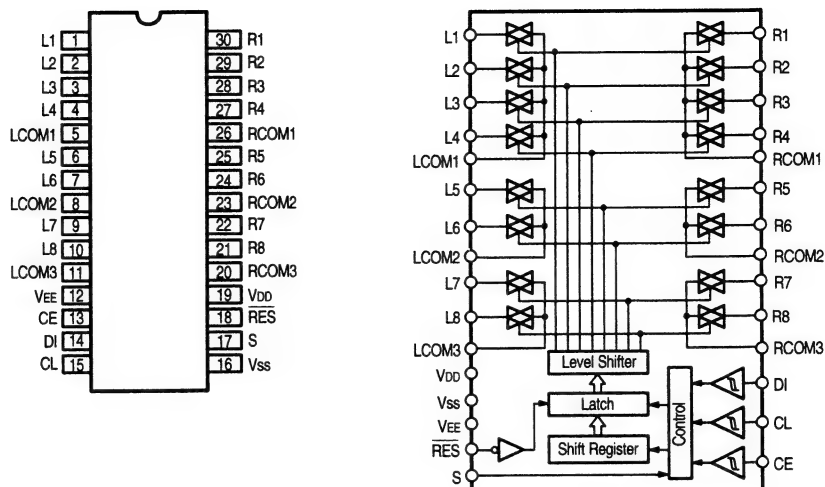 L1 1 30 R1
L2 2 29 R2
L3 3 28 R3
L4 4 27 R4
LCOM1 5 26 RCOM1
L5 6 25 R5
L6 7 24 R6
LCOM2 8 23 RCOM2
L7 9 22 R7
L8 10 21 R8
LCOM3 11 20 RCOM3
VEE 12 19 VDD
CE 13 18 RES
DI 14 17 S
CL 15 16 Vss
L1 R1
L2 R2
L3 R3
L4 R4
LCOM1 RCOM1
L5 R5
L6 R6
LCOM2 RCOM2
L7 R7
L8 R8
LCOM3 RCOM3
Level Shifter
VDD DI
Vss Latch Control
VEE CL
RES Shift Register
CE
S